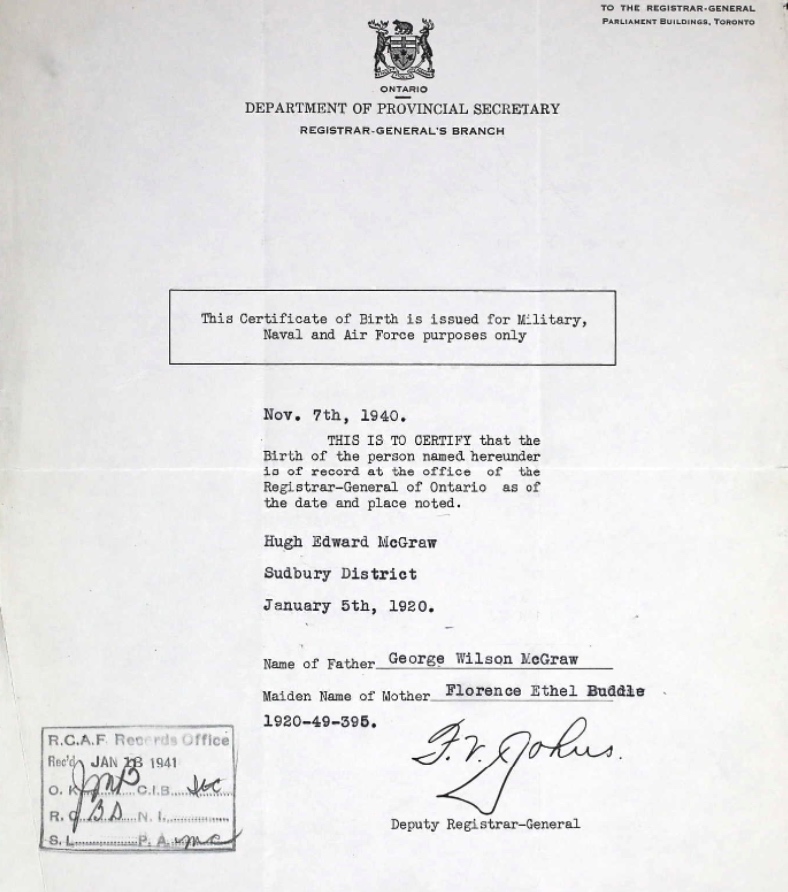 TO THE REGISTRAR-GENERAL
PARLIAMENT BUILDINGS, TORONTO
ONTARIO
DEPARTMENT OF PROVINCIAL SECRETARY
REGISTRAR-GENERAL'S BRANCH
This Certificate of Birth is issued for Military,
Naval and Air Force purposes only
Nov. 7th, 1940.
THIS IS TO CERTIFY that the
Birth of the person named hereunder
is of record at the office of the
Registrar-General of Ontario as of
the date and place noted.
Hugh Edward McGraw
Sudbury District
January 5th, 1920.
Name of Father George Wilson McGraw
Maiden Name of Mother Florence Ethel Buddle
1920-49-395.
F.V. Johns.
Deputy Registrar-General
R.C.A.F. Records Office
Rec'd JAN 1941
O. K. C.I.B.
R. N. I.
S. L. P. A.